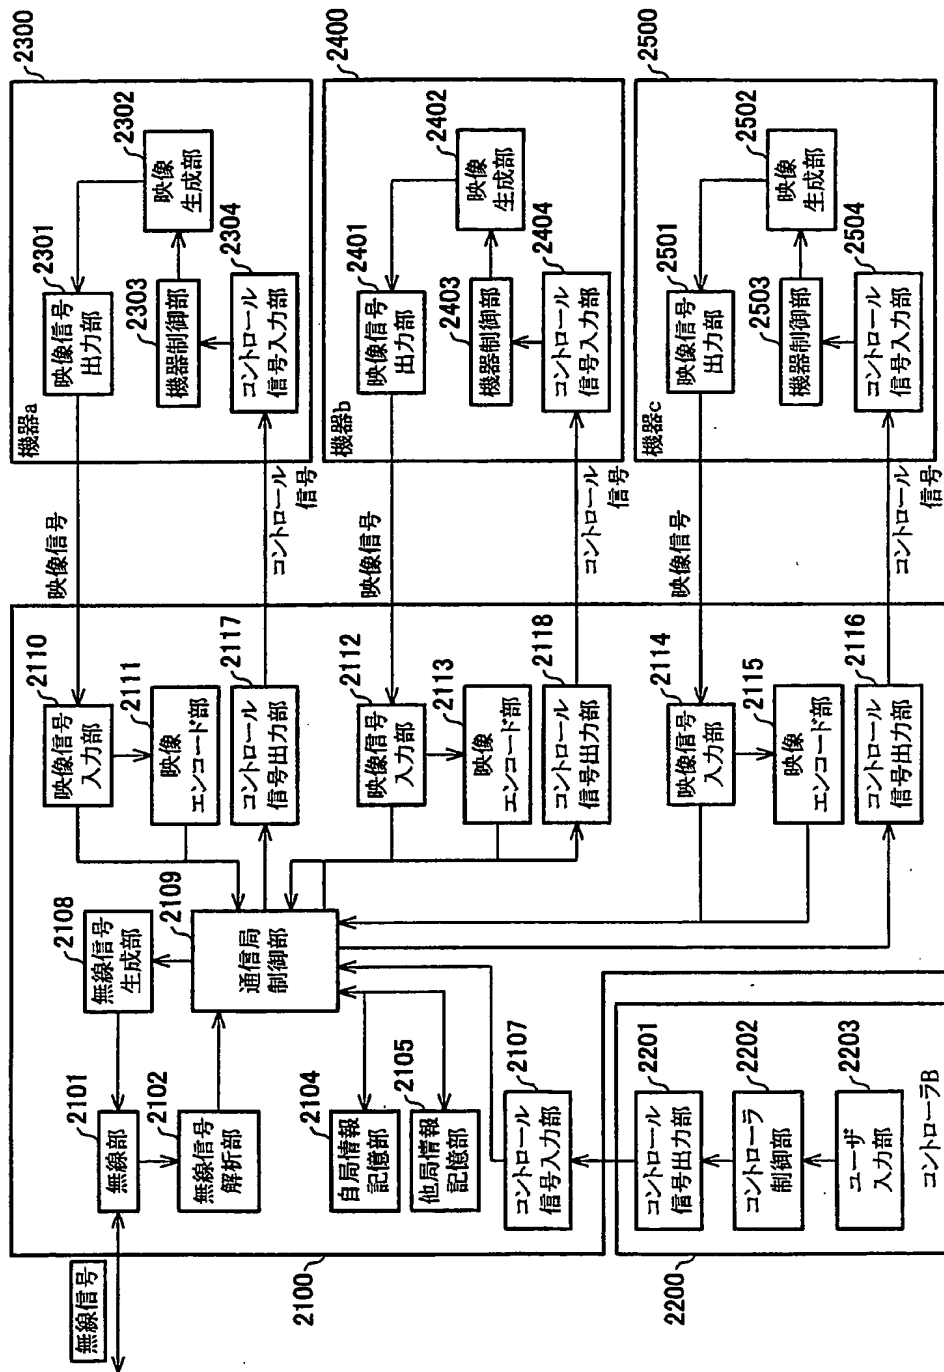 無線信号
2100
2101
無線部
2102
無線信号
解析部
2108
無線信号
生成部
2109
通信局
制御部
2104
自局情報
記憶部
2105
他局情報
記憶部
2107
コントロール
信号入力部
2110
映像信号
入力部
2111
映像
エンコード部
2117
コントロール
信号出力部
2112
映像信号
入力部
2113
映像
エンコード部
2118
コントロール
信号出力部
2114
映像信号
入力部
2115
映像
エンコード部
2116
コントロール
信号出力部
2200
2201
コントロール
信号出力部
2202
コントローラ
制御部
2203
ユーザ
入力部
コントローラB
映像信号
コントロール
信号
映像信号
コントロール
信号
映像信号
コントロール
信号
2300
機器a
2301
映像信号
出力部
2302
映像
生成部
2303
機器制御部
2304
コントロール
信号入力部
2400
機器b
2401
映像信号
出力部
2402
映像
生成部
2403
機器制御部
2404
コントロール
信号入力部
2500
機器c
2501
映像信号
出力部
2502
映像
生成部
2503
機器制御部
2504
コントロール
信号入力部